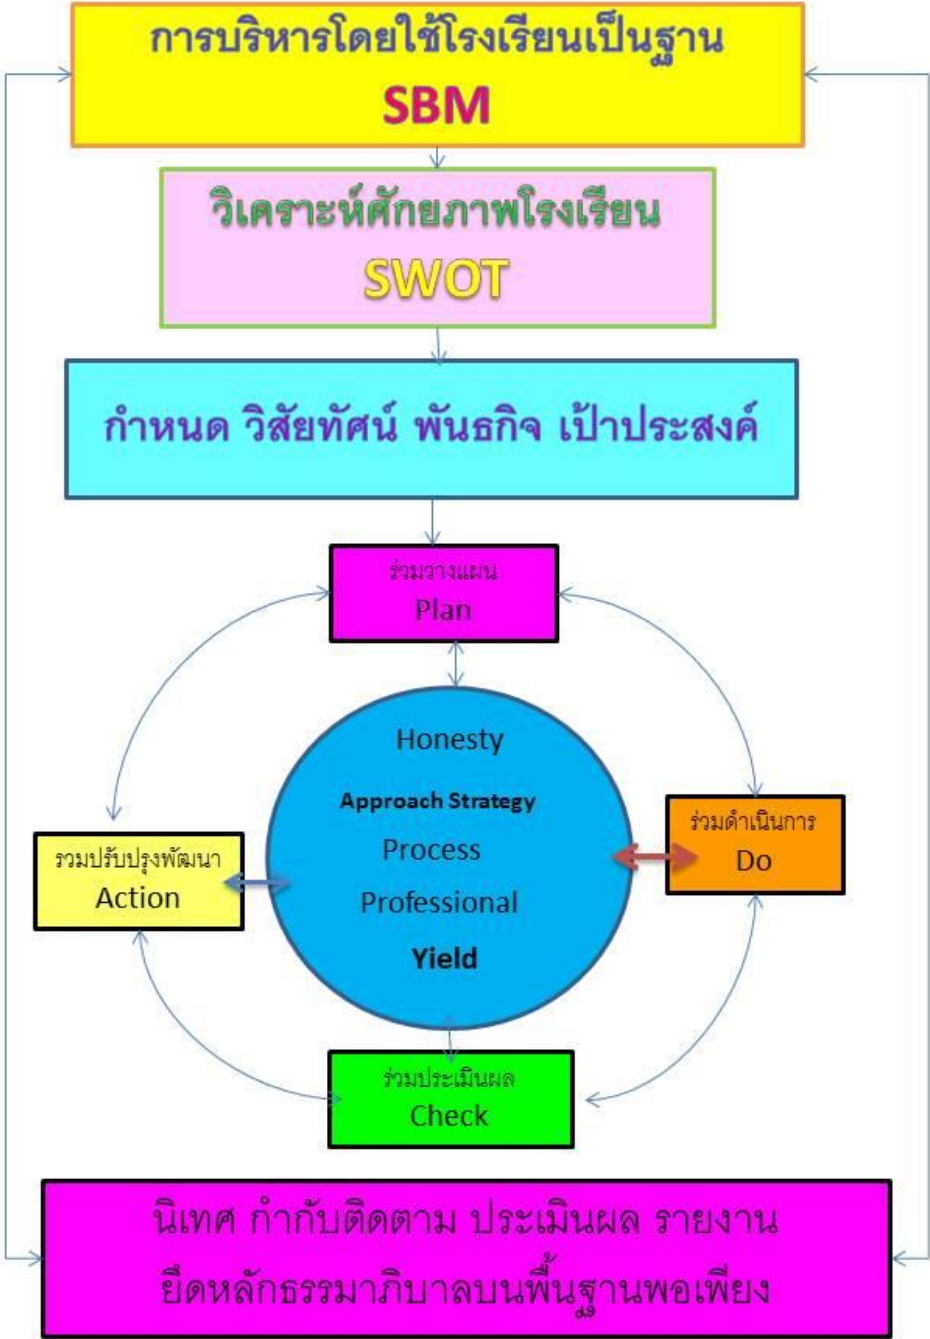 การบริหารโดยใช้โรงเรียนเป็นฐาน
SBM
วิเคราะห์ศักยภาพโรงเรียน
SWOT
กำหนด วิสัยทัศน์ พันธกิจ เป้าประสงค์
ร่วมวางแผน
Plan
Honesty
Approach Strategy
Process
Professional
Yield
ร่วมดำเนินการ
Do
รวมปรับปรุงพัฒนา
Action
ร่วมประเมินผล
Check
นิเทศ กำกับติดตาม ประเมินผล รายงาน
ยึดหลักธรรมาภิบาลบนพื้นฐานพอเพียง